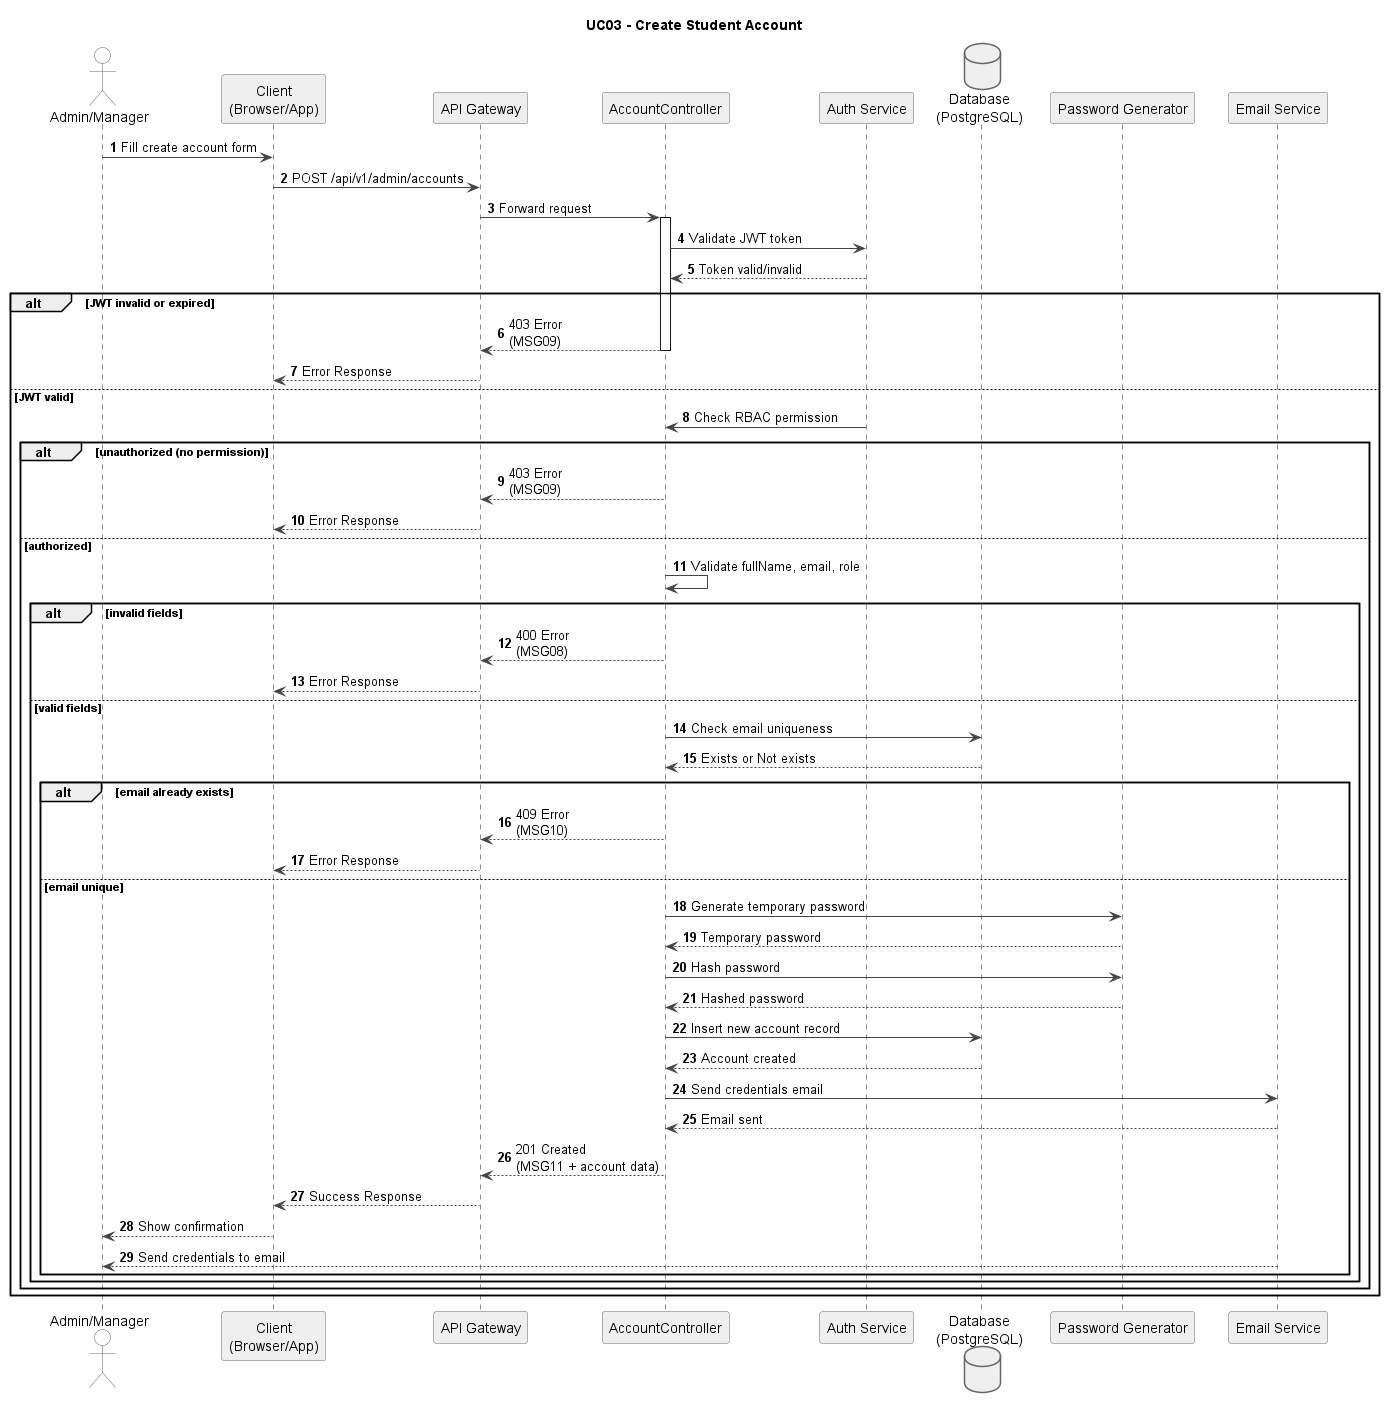 UC03 - Create Student Account
Admin/Manager
Client
(Browser/App)
API Gateway
AccountController
Auth Service
Database
(PostgreSQL)
Password Generator
Email Service
1 Fill create account form
2 POST /api/v1/admin/accounts
3 Forward request
4 Validate JWT token
5 Token valid/invalid
alt [JWT invalid or expired]
6 403 Error
(MSG09)
7 Error Response
[JWT valid]
8 Check RBAC permission
alt [unauthorized (no permission)]
9 403 Error
(MSG09)
10 Error Response
[authorized]
11 Validate fullName, email, role
alt [invalid fields]
12 400 Error
(MSG08)
13 Error Response
[valid fields]
14 Check email uniqueness
15 Exists or Not exists
alt [email already exists]
16 409 Error
(MSG10)
17 Error Response
[email unique]
18 Generate temporary password
19 Temporary password
20 Hash password
21 Hashed password
22 Insert new account record
23 Account created
24 Send credentials email
25 Email sent
26 201 Created
(MSG11 + account data)
27 Success Response
28 Show confirmation
29 Send credentials to email
Admin/Manager
Client
(Browser/App)
API Gateway
AccountController
Auth Service
Database
(PostgreSQL)
Password Generator
Email Service